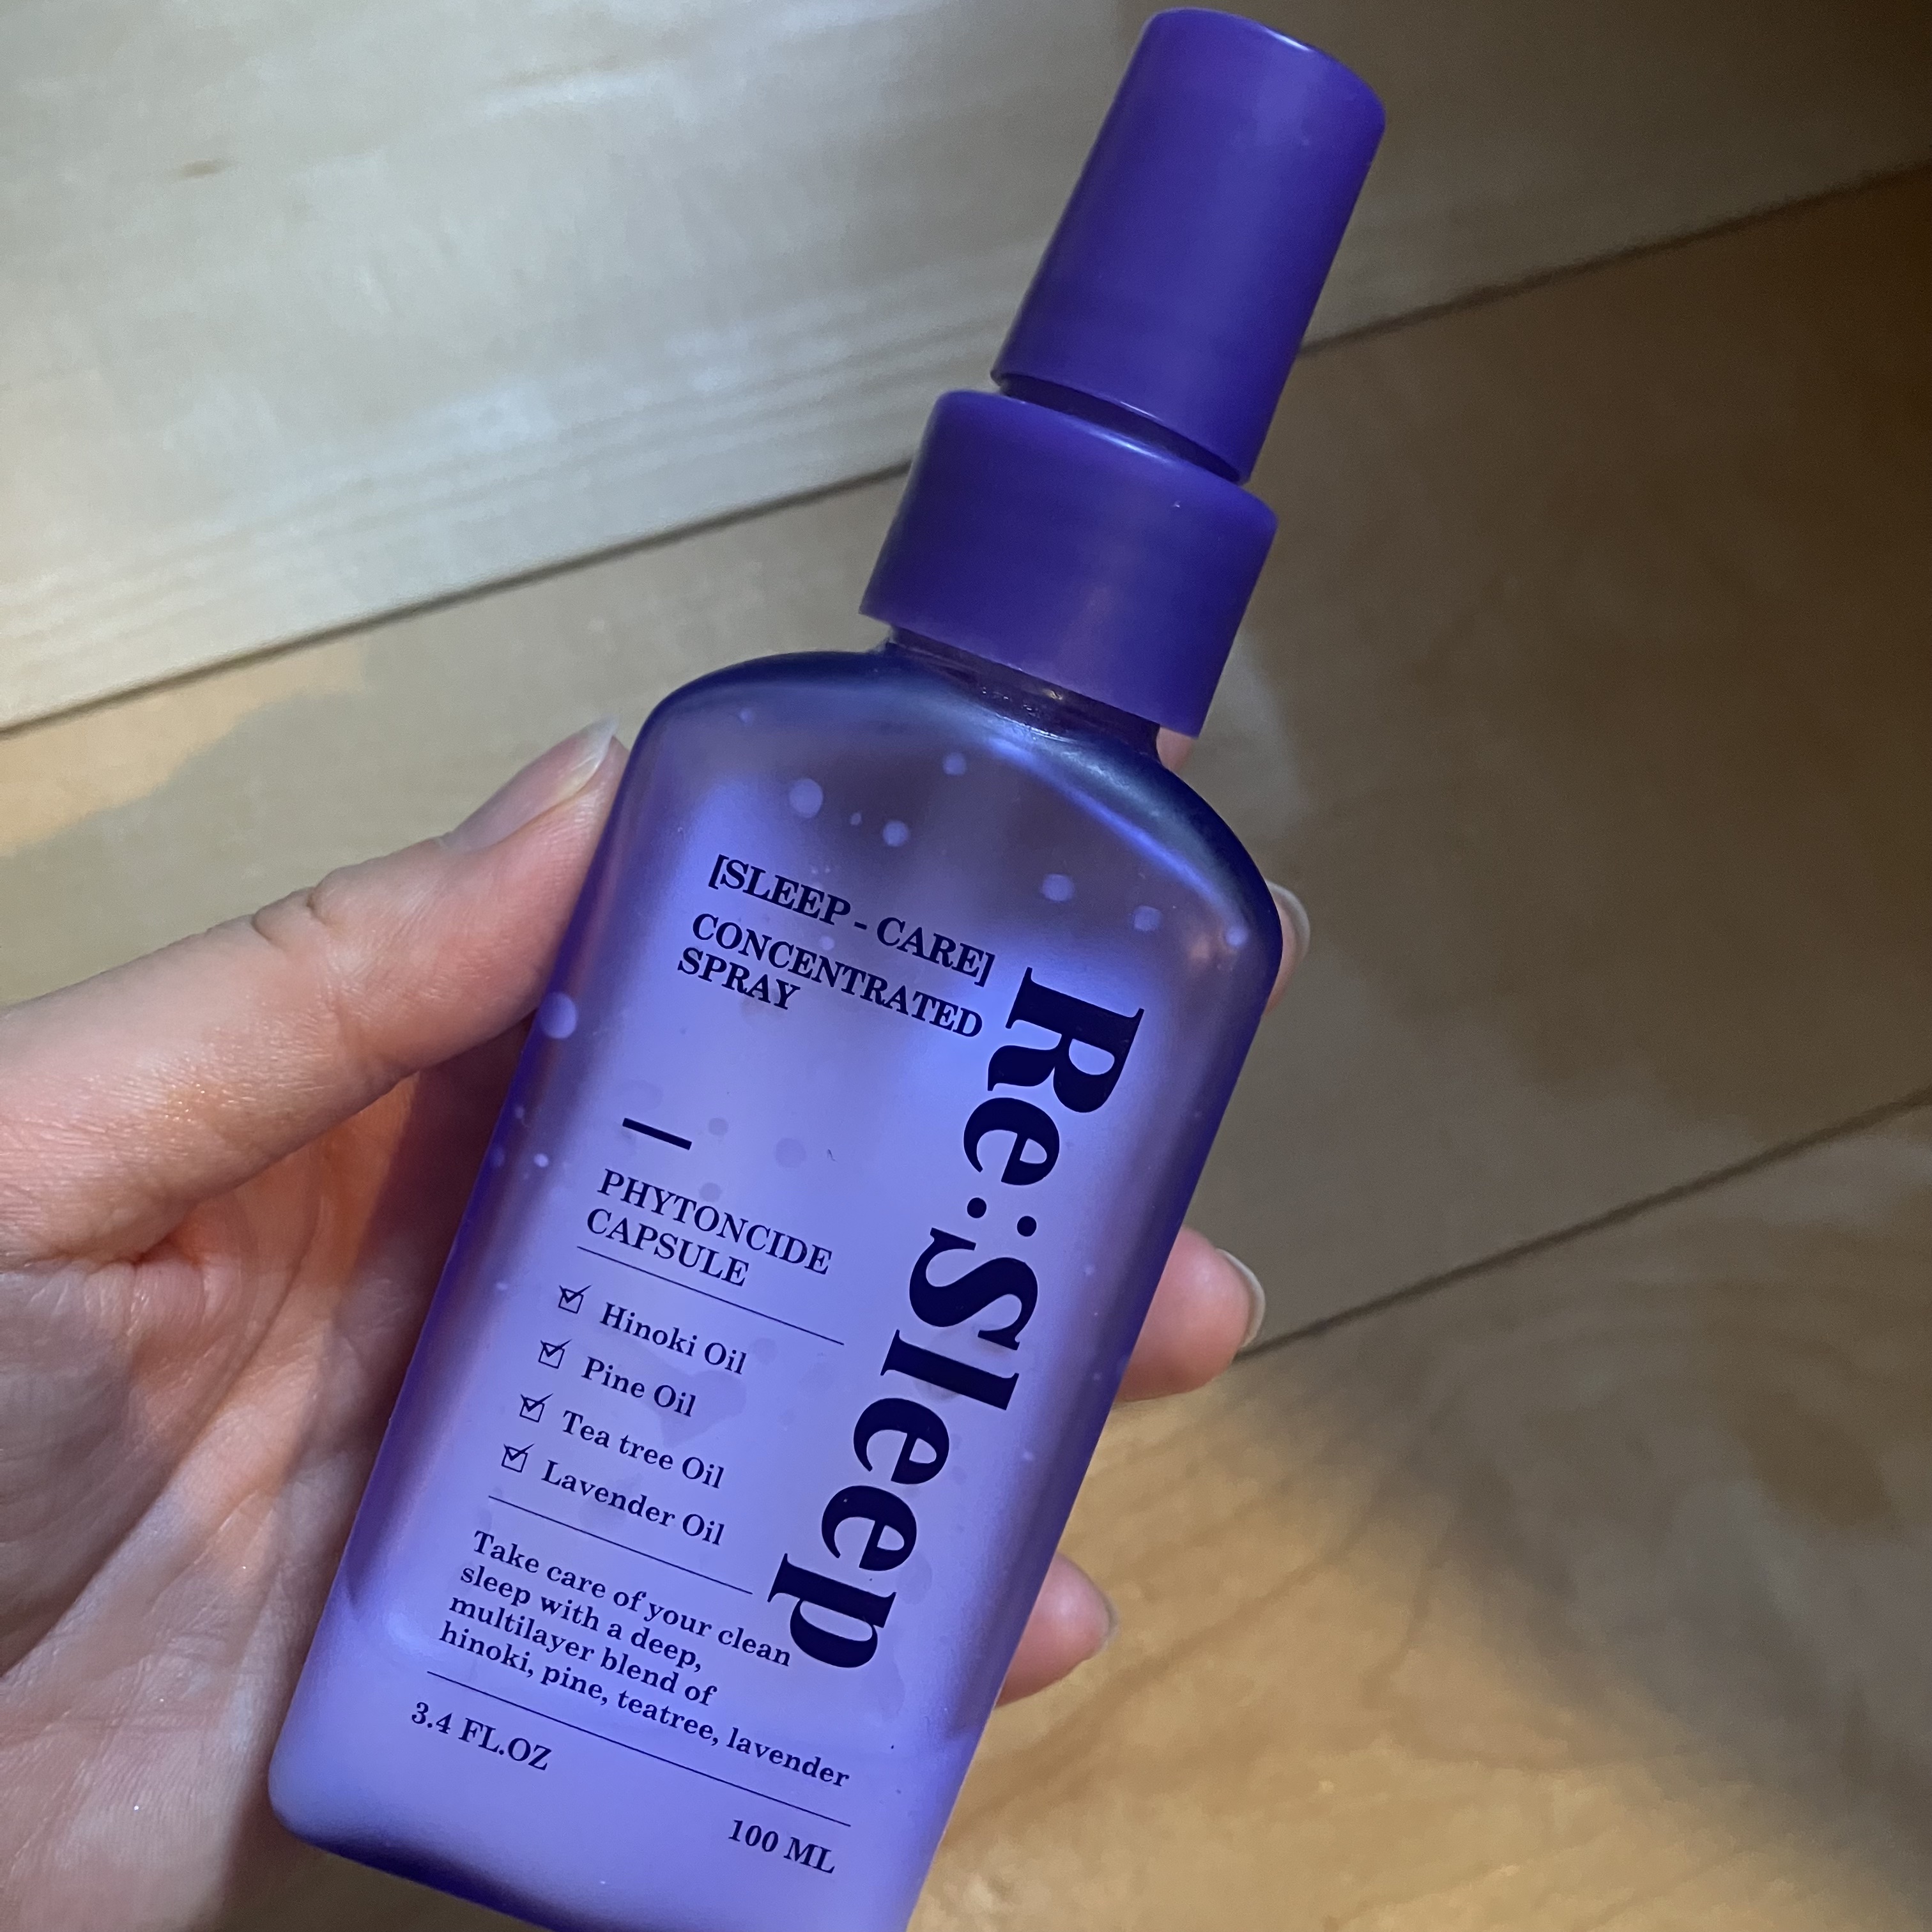 [SLEEP - CARE]
CONCENTRATED
SPRAY
Re:Sleep
PHYTONCIDE
CAPSULE
Hinoki Oil
Pine Oil
Tea tree Oil
Lavender Oil
Take care of your clean
sleep with a deep,
multilayer blend of
hinoki, pine, teatree, lavender
3.4 FL.OZ
100 ML